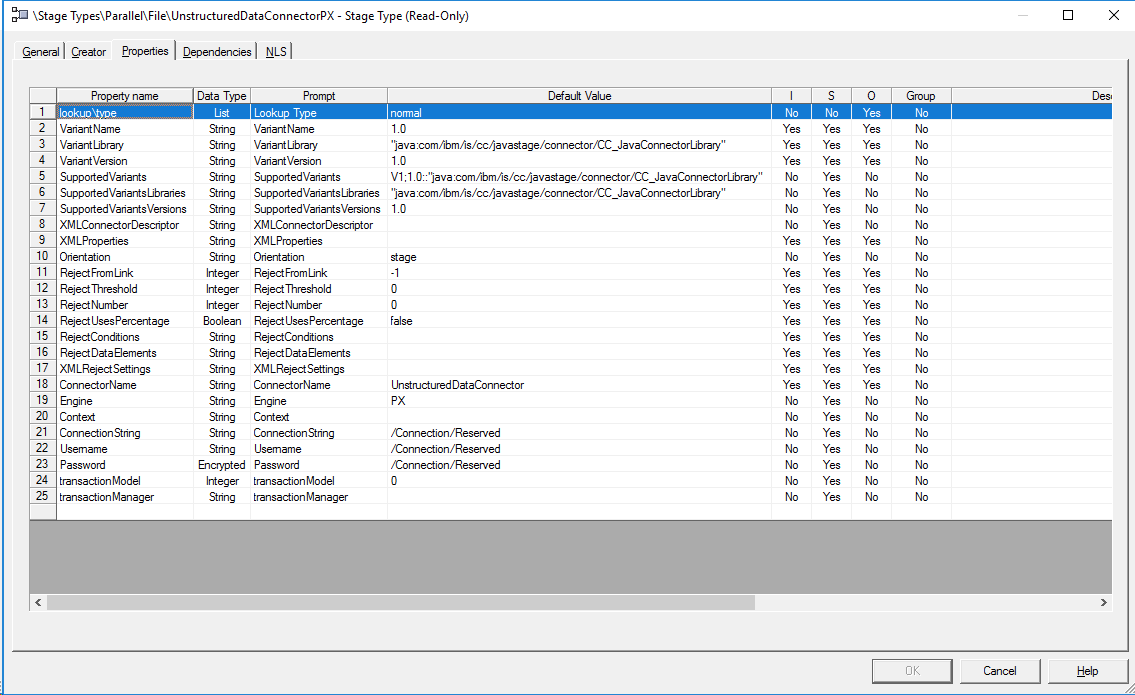 \Stage Types\Parallel\File\UnstructuredDataConnectorPX - Stage Type (Read-Only)
General Creator Properties Dependencies NLS
Property name Data Type Prompt Default Value I S O Group Desc
1 lookup\type List Lookup Type normal No No Yes No
2 VariantName String VariantName 1.0 Yes Yes Yes No
3 VariantLibrary String VariantLibrary "java:com/ibm/is/cc/javastage/connector/CC_JavaConnectorLibrary" Yes Yes Yes No
4 VariantVersion String VariantVersion 1.0 Yes Yes Yes No
5 SupportedVariants String SupportedVariants V1;1.0::"java:com/ibm/is/cc/javastage/connector/CC_JavaConnectorLibrary" No Yes No No
6 SupportedVariantsLibraries String SupportedVariantsLibraries "java:com/ibm/is/cc/javastage/connector/CC_JavaConnectorLibrary" No Yes No No
7 SupportedVariantsVersions String SupportedVariantsVersions 1.0 No Yes No No
8 XMLConnectorDescriptor String XMLConnectorDescriptor No Yes No No
9 XMLProperties String XMLProperties Yes Yes Yes No
10 Orientation String Orientation stage No Yes No No
11 RejectFromLink Integer RejectFromLink -1 Yes Yes Yes No
12 RejectThreshold Integer RejectThreshold 0 Yes Yes Yes No
13 RejectNumber Integer RejectNumber 0 Yes Yes Yes No
14 RejectUsesPercentage Boolean RejectUsesPercentage false Yes Yes Yes No
15 RejectConditions String RejectConditions Yes Yes Yes No
16 RejectDataElements String RejectDataElements Yes Yes Yes No
17 XMLRejectSettings String XMLRejectSettings Yes Yes Yes No
18 ConnectorName String ConnectorName UnstructuredDataConnector Yes Yes Yes No
19 Engine String Engine PX No Yes No No
20 Context String Context No Yes No No
21 ConnectionString String ConnectionString /Connection/Reserved No Yes No No
22 Username String Username /Connection/Reserved No Yes No No
23 Password Encrypted Password /Connection/Reserved No Yes No No
24 transactionModel Integer transactionModel 0 No Yes No No
25 transactionManager String transactionManager No Yes No No
OK Cancel Help